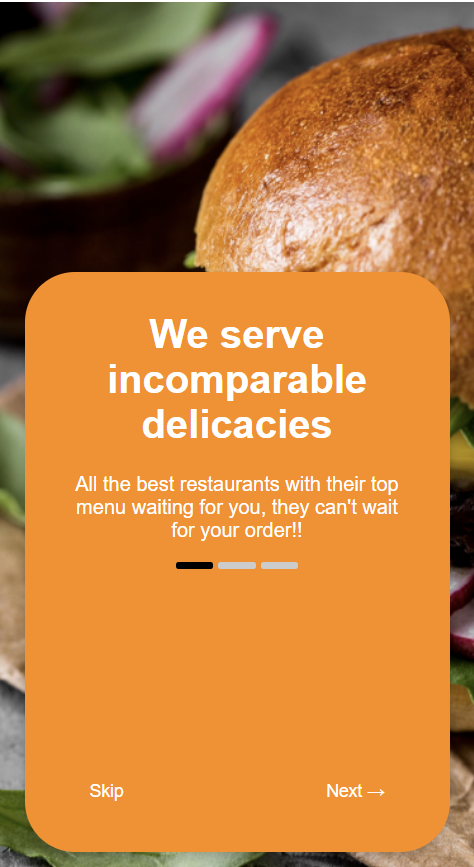 We serve
incomparable
delicacies
All the best restaurants with their top
menu waiting for you, they can't wait
for your order!!
Skip
Next →